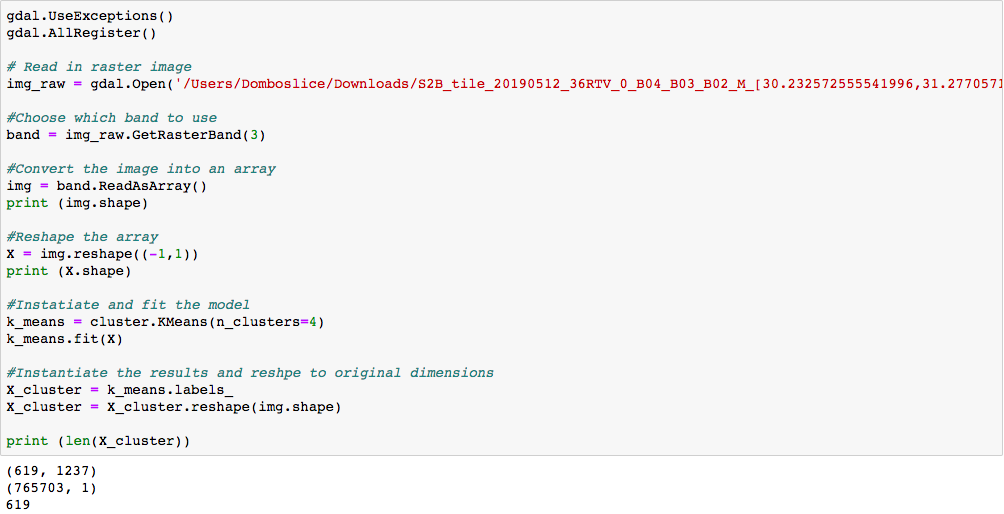 gdal.UseExceptions()
gdal.AllRegister()
# Read in raster image
img_raw = gdal.Open('/Users/Domboslice/Downloads/S2B_tile_20190512_36RTV_0_B04_B03_B02_M_[30.232572555541996,31.2770571
#Choose which band to use
band = img_raw.GetRasterBand(3)
#Convert the image into an array
img = band.ReadAsArray()
print (img.shape)
#Reshape the array
X = img.reshape((-1,1))
print (X.shape)
#Instatiate and fit the model
k_means = cluster.KMeans(n_clusters=4)
k_means.fit(X)
#Instantiate the results and reshpe to original dimensions
X_cluster = k_means.labels_
X_cluster = X_cluster.reshape(img.shape)
print (len(X_cluster))
(619, 1237)
(765703, 1)
619